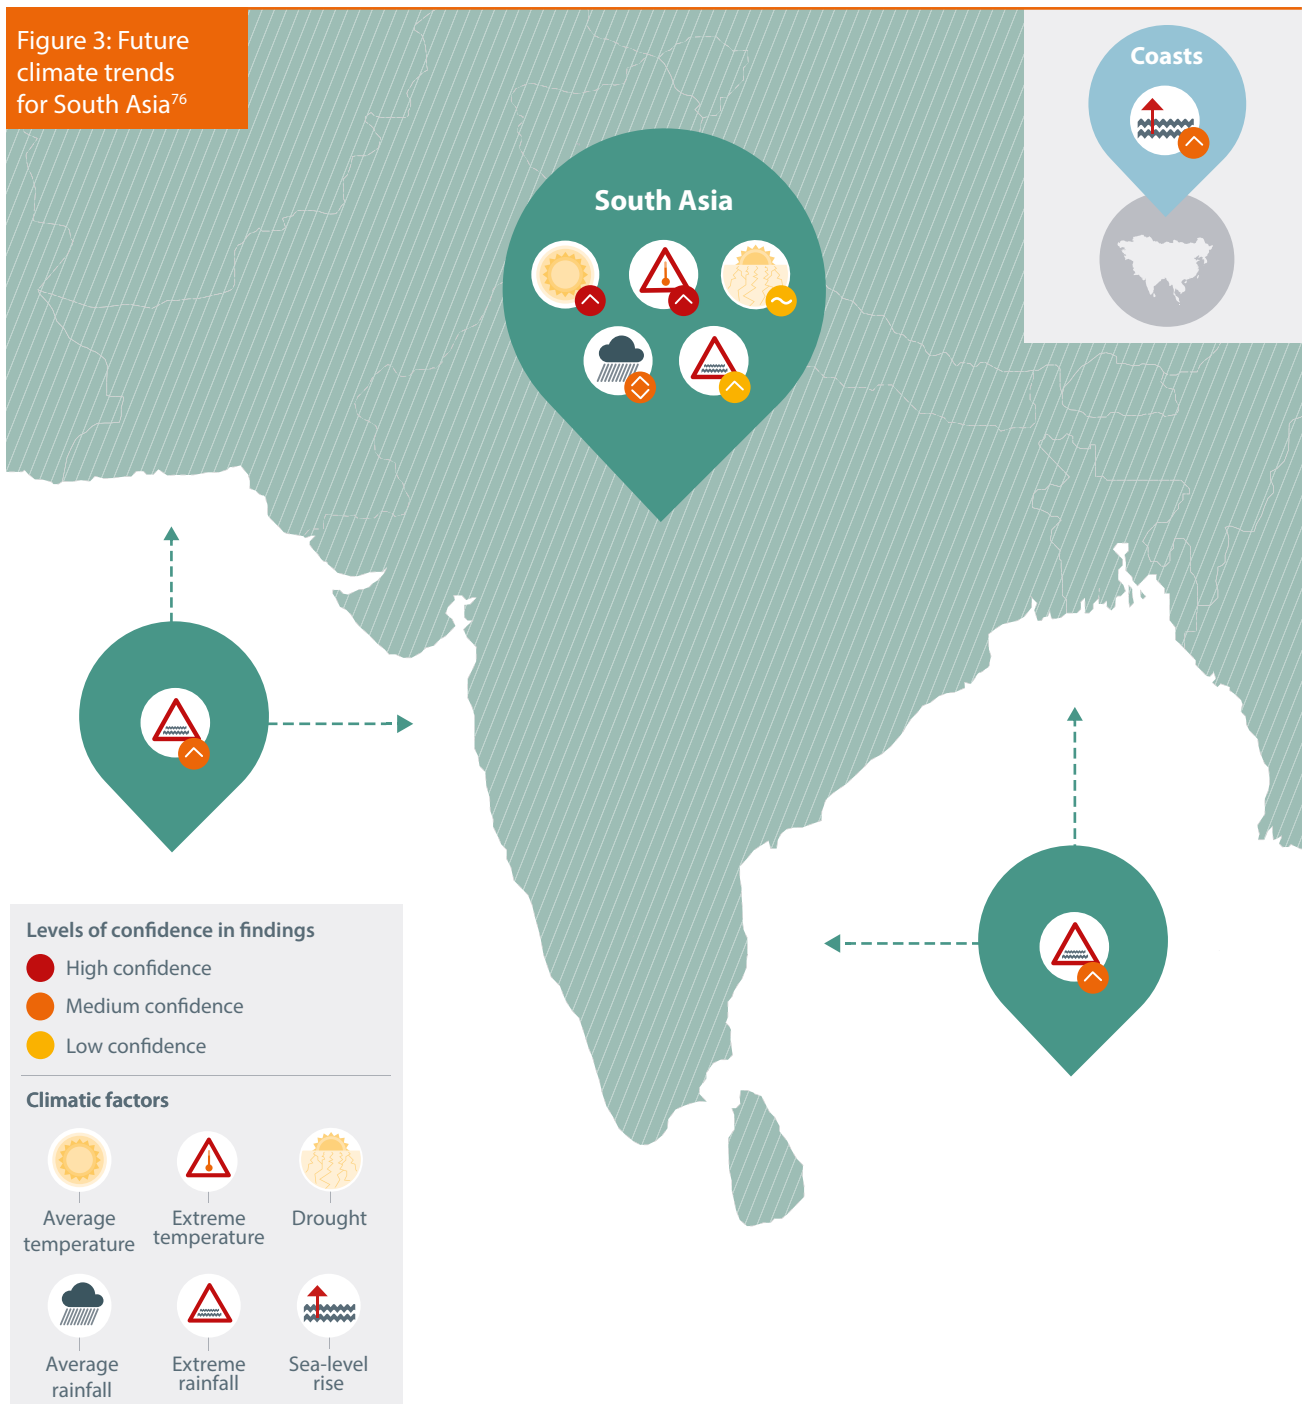 Figure 3: Future
climate trends
for South Asia76
Coasts
South Asia
Levels of confidence in findings
High confidence
Medium confidence
Low confidence
Climatic factors
Average
temperature
Extreme
temperature
Drought
Average
rainfall
Extreme
rainfall
Sea-level
rise